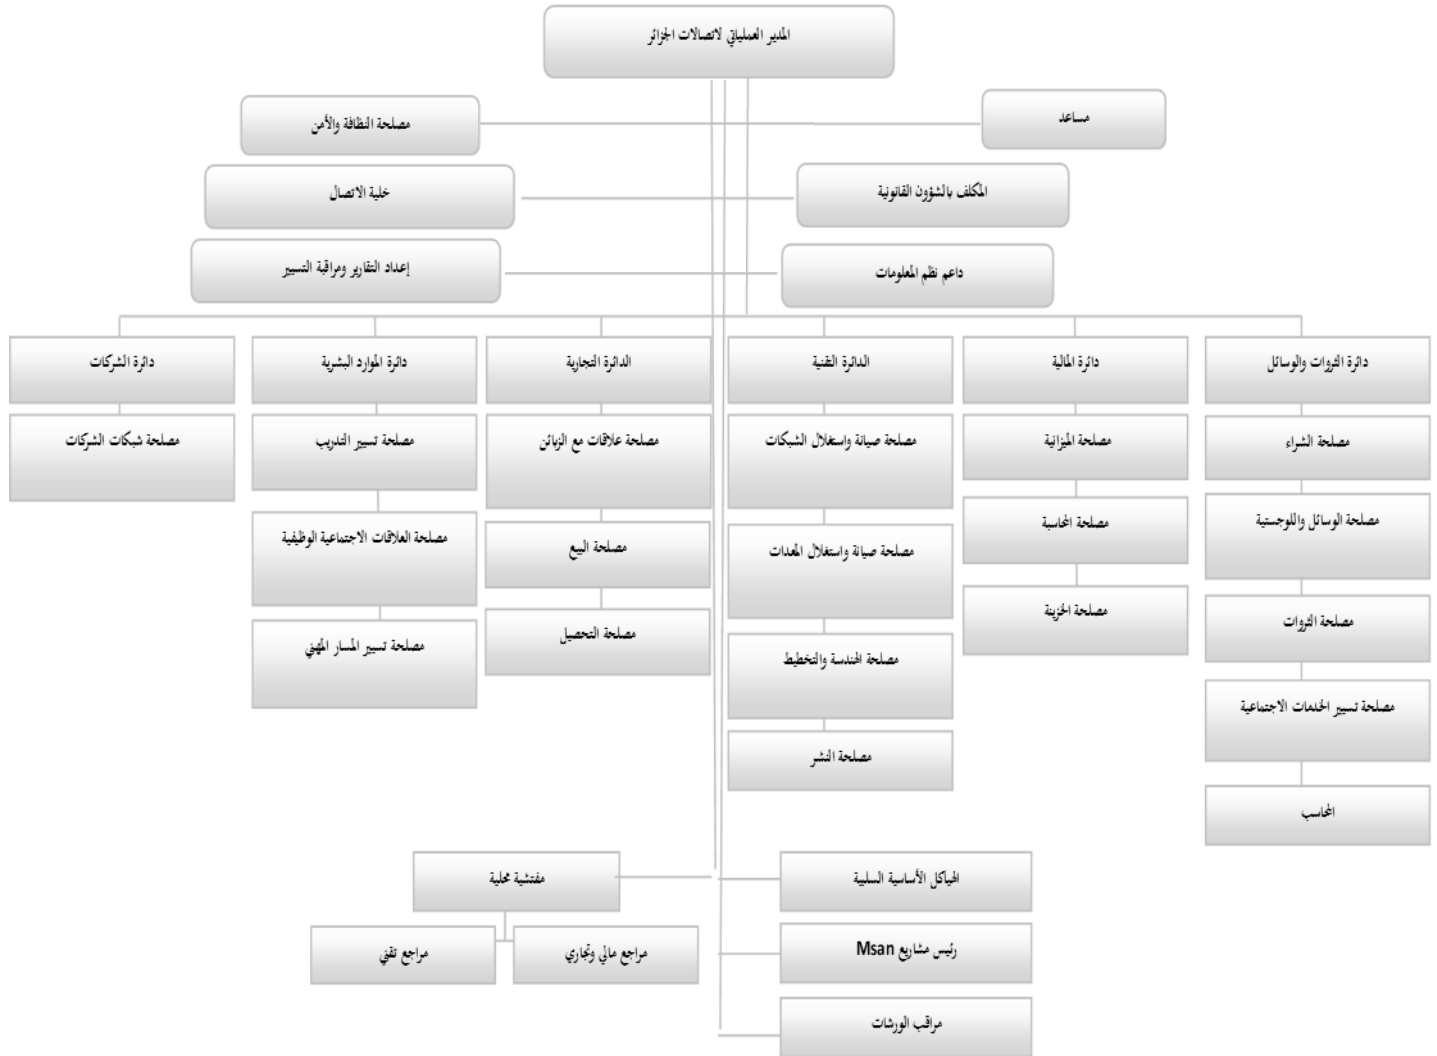 المدير العملياتي لاتصالات الجزائر
مساعد
مصلحة النظافة والأمن
المكلف بالشؤون القانونية
خلية الاتصال
داعم نظم المعلومات
إعداد التقارير ومراقبة التسيير
دائرة الثروات والوسائل
دائرة المالية
الدائرة التقنية
الدائرة التجارية
دائرة الموارد البشرية
دائرة الشركات
مصلحة الشراء
مصلحة الميزانية
مصلحة صيانة واستغلال الشبكات
مصلحة علاقات مع الزبائن
مصلحة تسيير التدريب
مصلحة شبكات الشركات
مصلحة الوسائل واللوجستية
مصلحة المحاسبة
مصلحة صيانة واستغلال المعدات
مصلحة البيع
مصلحة العلاقات الاجتماعية الوظيفية
مصلحة الثروات
مصلحة الخزينة
مصلحة الهندسة والتخطيط
مصلحة التحصيل
مصلحة تسيير المسار المهني
مصلحة تسيير الخدمات الاجتماعية
مصلحة النشر
المحاسب
الهياكل الأساسية السلبية
مفتشية محلية
رئيس مشاريع Msan
مراجع مالي وتجاري
مراجع تقني
مراقب الورشات